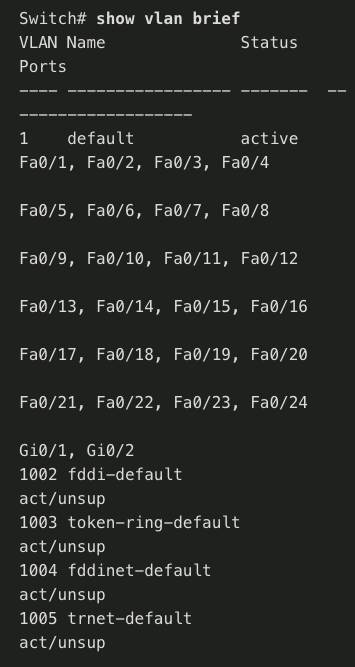 Switch# show vlan brief
VLAN Name              Status
Ports
---- ----------------- -------  --
------------------
1    default           active
Fa0/1, Fa0/2, Fa0/3, Fa0/4
Fa0/5, Fa0/6, Fa0/7, Fa0/8
Fa0/9, Fa0/10, Fa0/11, Fa0/12
Fa0/13, Fa0/14, Fa0/15, Fa0/16
Fa0/17, Fa0/18, Fa0/19, Fa0/20
Fa0/21, Fa0/22, Fa0/23, Fa0/24
Gi0/1, Gi0/2
1002 fddi-default
act/unsup
1003 token-ring-default
act/unsup
1004 fddinet-default
act/unsup
1005 trnet-default
act/unsup